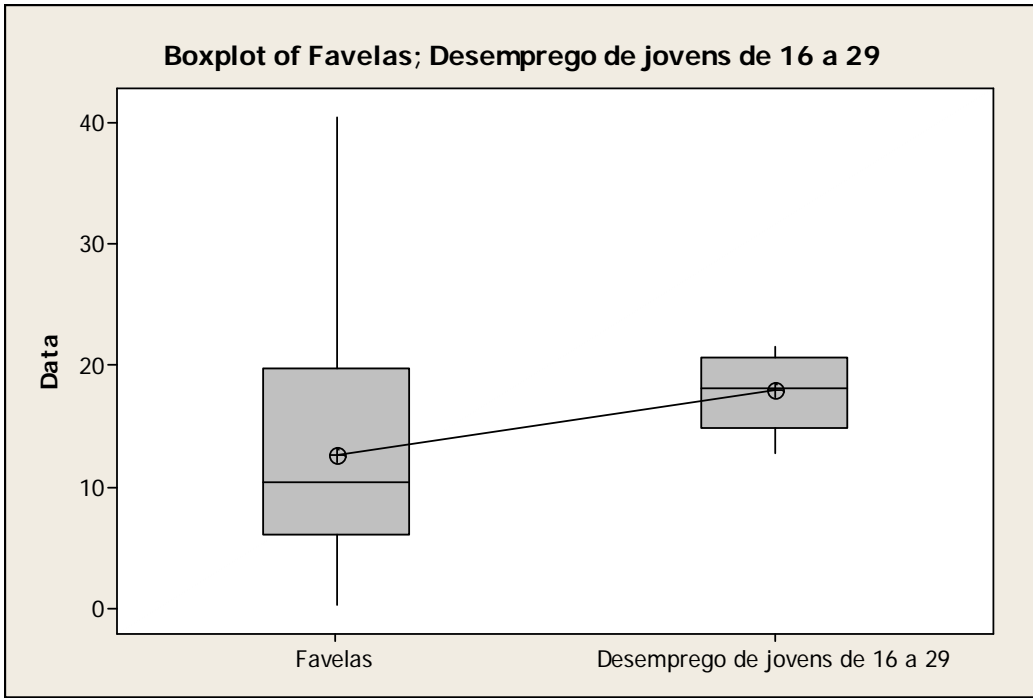 Boxplot of Favelas; Desemprego de jovens de 16 a 29
40
30
20
10
0
Data
Favelas
Desemprego de jovens de 16 a 29